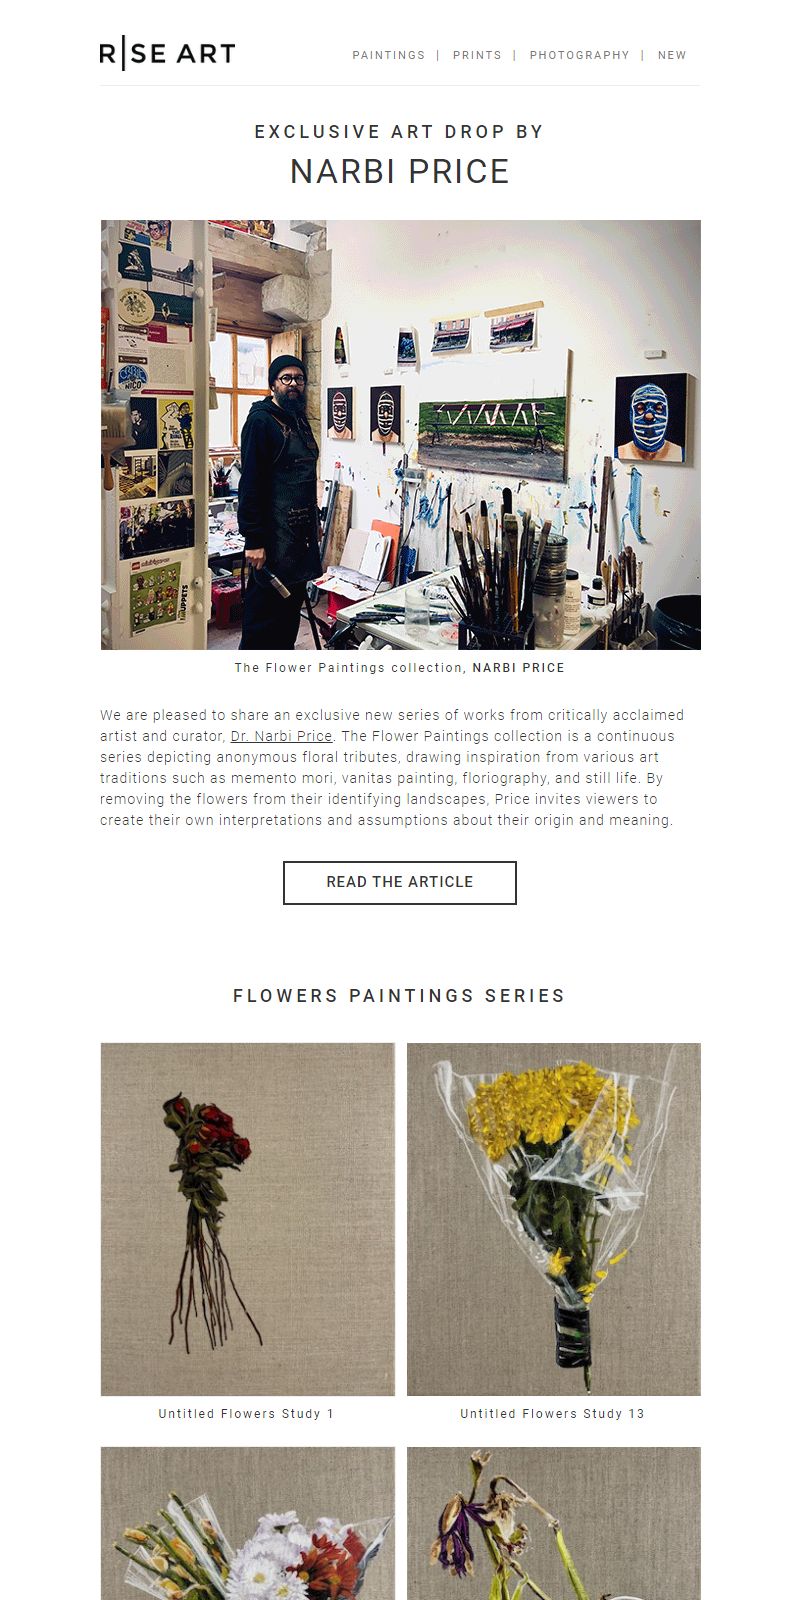 R|SE ART
PAINTINGS | PRINTS | PHOTOGRAPHY | NEW
EXCLUSIVE ART DROP BY
NARBI PRICE
LEGO
MUPPETS
The Flower Paintings collection, NARBI PRICE
We are pleased to share an exclusive new series of works from critically acclaimed
artist and curator, Dr. Narbi Price. The Flower Paintings collection is a continuous
series depicting anonymous floral tributes, drawing inspiration from various art
traditions such as memento mori, vanitas painting, floriography, and still life. By
removing the flowers from their identifying landscapes, Price invites viewers to
create their own interpretations and assumptions about their origin and meaning.
READ THE ARTICLE
FLOWERS PAINTINGS SERIES
Untitled Flowers Study 1
Untitled Flowers Study 13